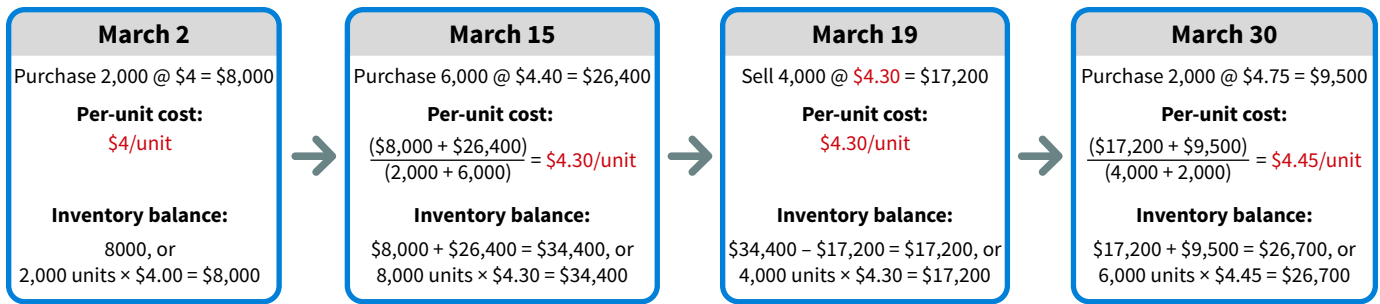 March 2
Purchase 2,000 @ $4 = $8,000
Per-unit cost:
$4/unit
Inventory balance:
8000, or
2,000 units × $4.00 = $8,000
March 15
Purchase 6,000 @ $4.40 = $26,400
Per-unit cost:
($8,000 + $26,400)
(2,000 + 6,000)
= $4.30/unit
Inventory balance:
$8,000 + $26,400 = $34,400, or
8,000 units × $4.30 = $34,400
March 19
Sell 4,000 @ $4.30 = $17,200
Per-unit cost:
$4.30/unit
Inventory balance:
$34,400 – $17,200 = $17,200, or
4,000 units × $4.30 = $17,200
March 30
Purchase 2,000 @ $4.75 = $9,500
Per-unit cost:
($17,200 + $9,500)
(4,000 + 2,000)
= $4.45/unit
Inventory balance:
$17,200 + $9,500 = $26,700, or
6,000 units × $4.45 = $26,700